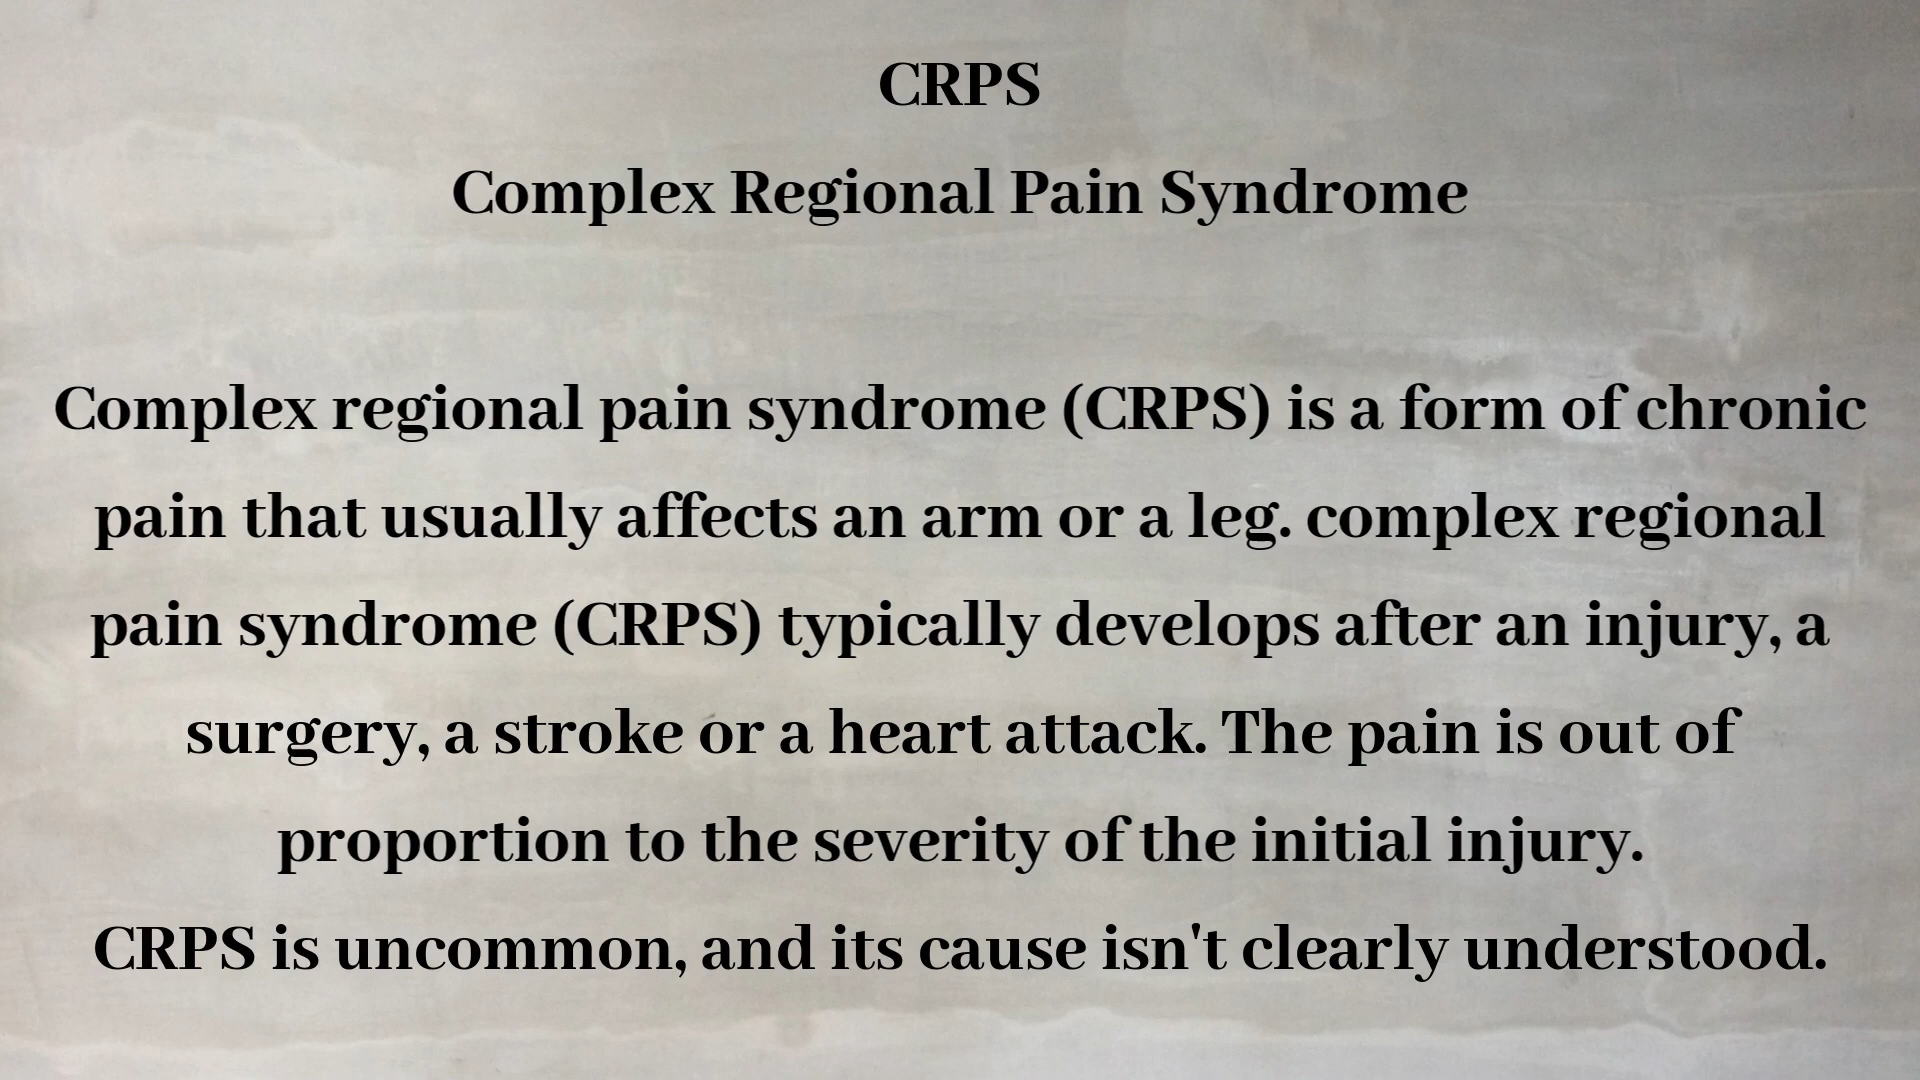 CRPS
Complex Regional Pain Syndrome
Complex regional pain syndrome (CRPS) is a form of chronic
pain that usually affects an arm or a leg. complex regional
pain syndrome (CRPS) typically develops after an injury, a
surgery, a stroke or a heart attack. The pain is out of
proportion to the severity of the initial injury.
CRPS is uncommon, and its cause isn't clearly understood.